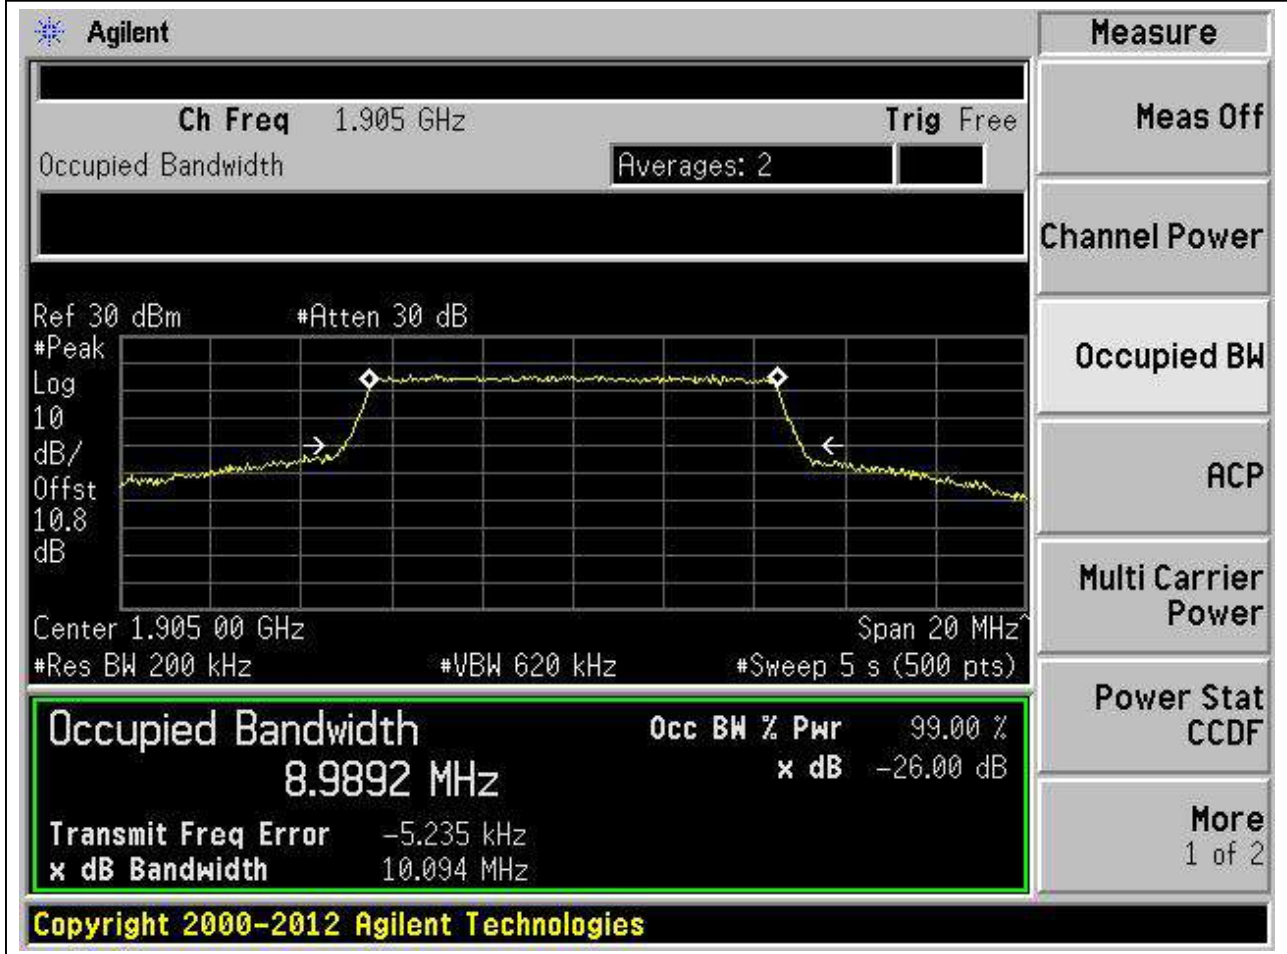 Agilent
Measure
Ch Freq 1.905 GHz
Trig Free
Occupied Bandwidth
Averages: 2
Meas Off
Channel Power
Occupied BW
ACP
Multi Carrier
Power
Power Stat
CCDF
More
1 of 2
Ref 30 dBm #Atten 30 dB
#Peak
Log
10
dB/
Offst
10.8
dB
Center 1.905 00 GHz Span 20 MHz^
#Res BW 200 kHz #VBW 620 kHz #Sweep 5 s (500 pts)
Occupied Bandwidth
8.9892 MHz
Occ BW % Pwr 99.00 %
x dB -26.00 dB
Transmit Freq Error -5.235 kHz
x dB Bandwidth 10.094 MHz
Copyright 2000-2012 Agilent Technologies